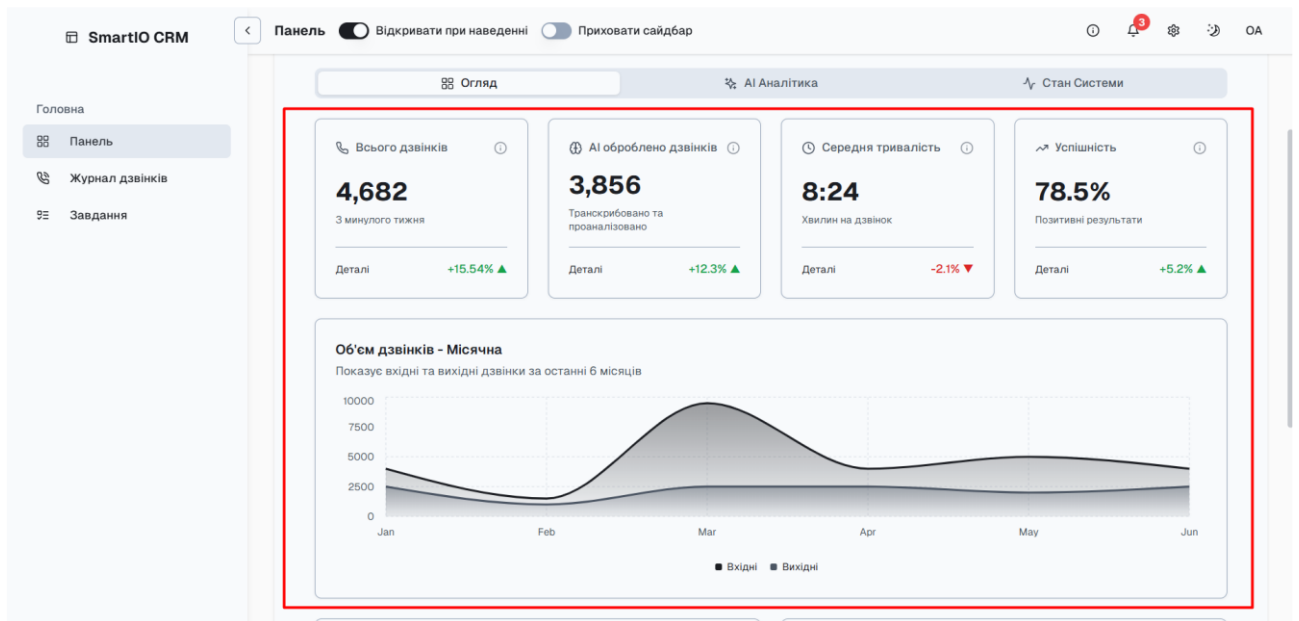 SmartIO CRM
Панель
Відкривати при наведенні
Приховати сайдбар
3
OA
Головна
Панель
Журнал дзвінків
Завдання
Огляд
AI Аналітика
Стан Системи
Всього дзвінків
4,682
З минулого тижня
Деталі
+15.54%
AI оброблено дзвінків
3,856
Транскрибовано та
проаналізовано
Деталі
+12.3%
Середня тривалість
8:24
Хвилин на дзвінок
Деталі
-2.1%
Успішність
78.5%
Позитивні результати
Деталі
+5.2%
Об'єм дзвінків - Місячна
Показує вхідні та вихідні дзвінки за останні 6 місяців
10000
7500
5000
2500
0
Jan Feb Mar Apr May Jun
Вхідні Вихідні